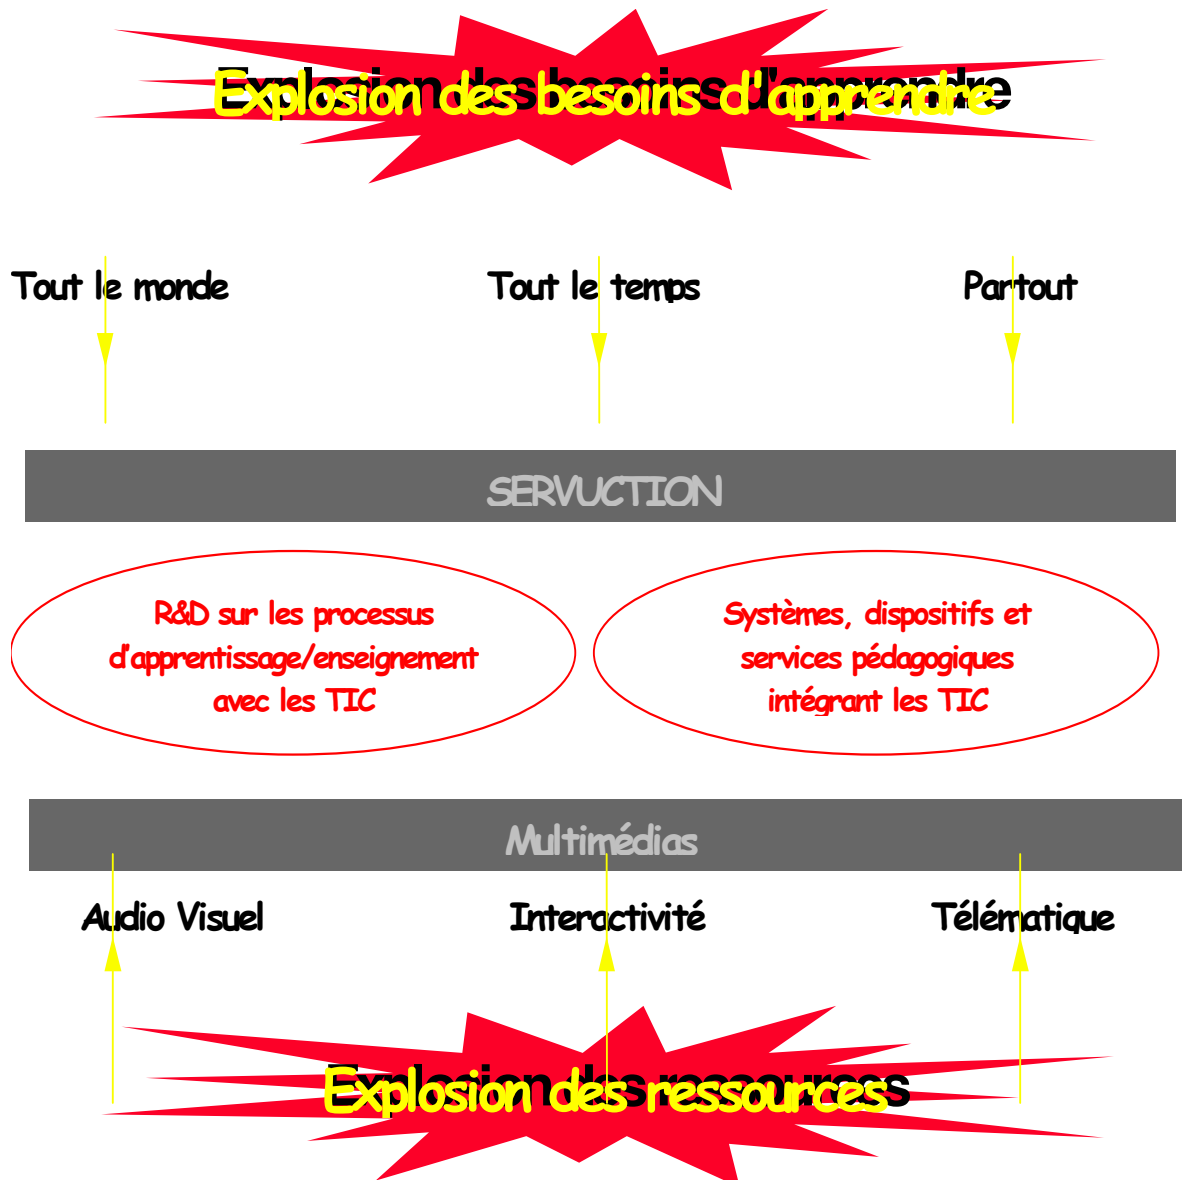 Explosion des besoins d'apprendre
Tout le monde
Tout le temps
Partout
SERVUCTION
R&D sur les processus
d'apprentissage/enseignement
avec les TIC
Systèmes, dispositifs et
services pédagogiques
intégrant les TIC
Multimédias
Audio Visuel
Interactivité
Télématique
Explosion des ressources